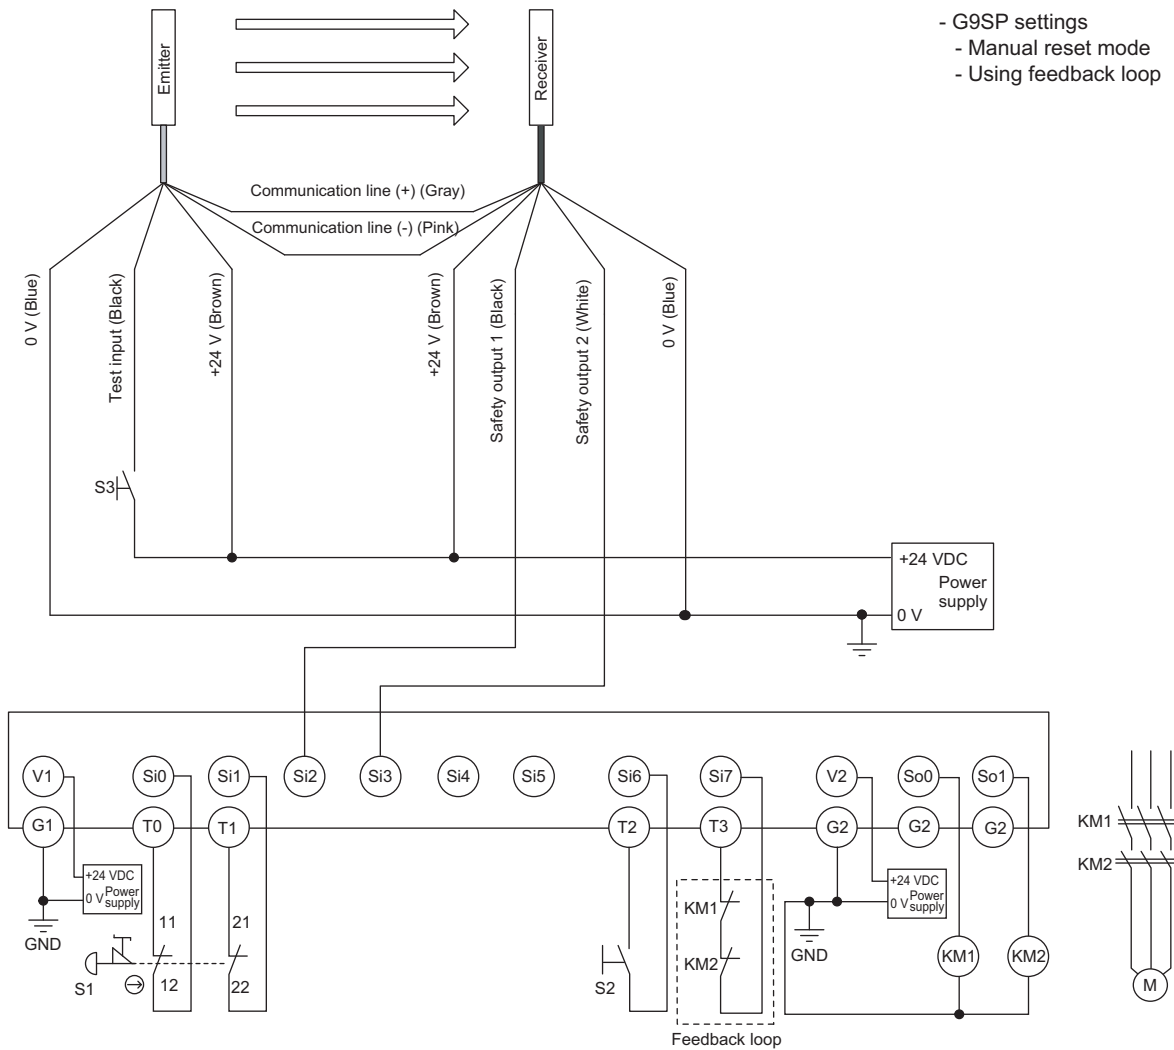 - G9SP settings
- Manual reset mode
- Using feedback loop
Emitter
Receiver
Communication line (+) (Gray)
Communication line (-) (Pink)
0 V (Blue)
Test input (Black)
+24 V (Brown)
+24 V (Brown)
Safety output 1 (Black)
Safety output 2 (White)
0 V (Blue)
S3
+24 VDC
Power
supply
0 V
V1
Si0
Si1
Si2
Si3
Si4
Si5
Si6
Si7
V2
So0
So1
G1
T0
T1
T2
T3
G2
G2
G2
KM1
KM2
M
+24 VDC
0 V
Power
supply
GND
11
12
21
22
S1
S2
KM1
KM2
Feedback loop
+24 VDC
0 V
Power
supply
GND
KM1
KM2